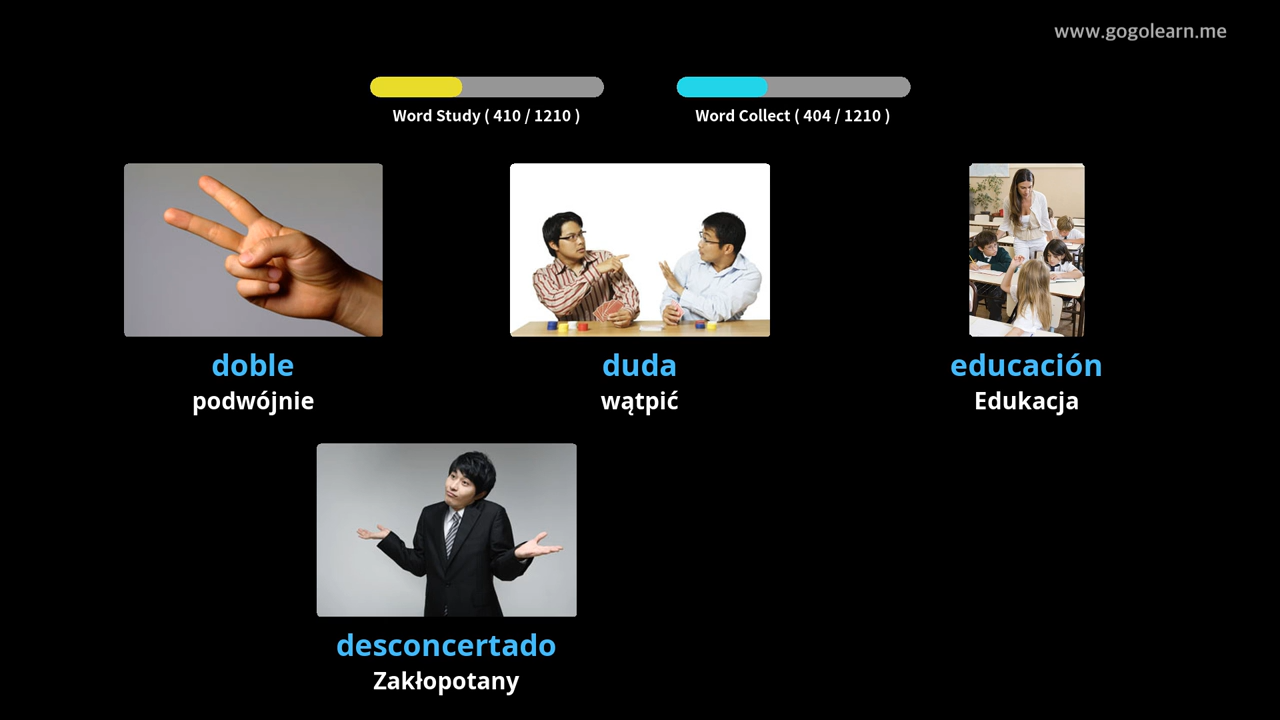 www.gogolearn.me
Word Study ( 410 / 1210 )
Word Collect ( 404 / 1210 )
doble
podwójnie
duda
wątpić
educación
Edukacja
desconcertado
Zakłopotany